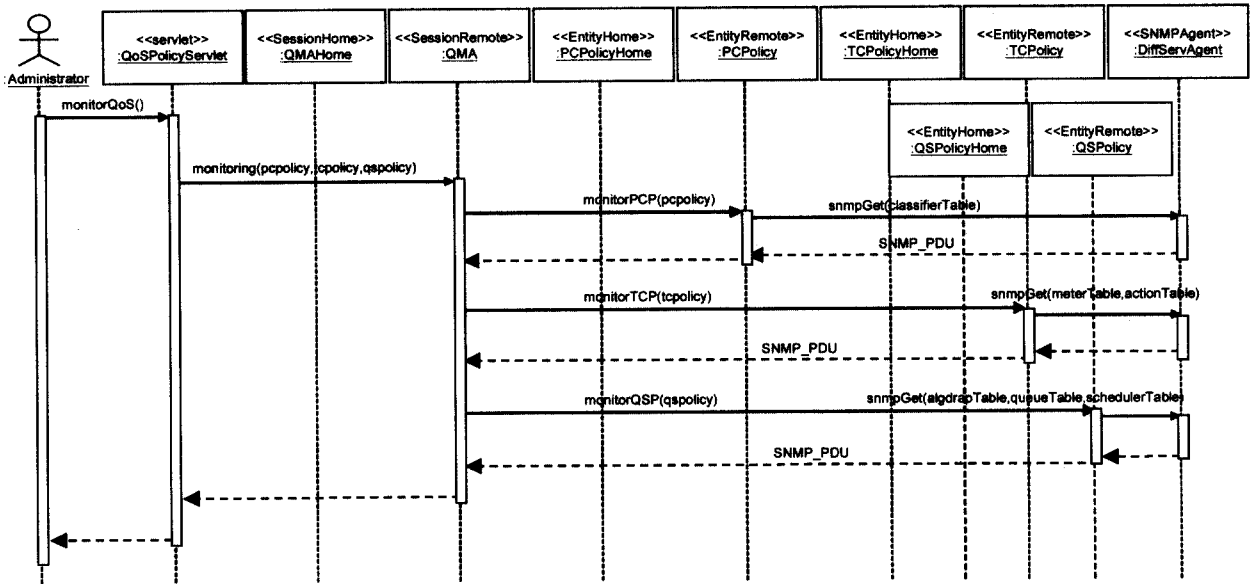 <<servlet>>
:QoSPolicyServlet
<<SessionHome>>
:QMAHome
<<SessionRemote>>
:QMA
<<EntityHome>>
:PCPolicyHome
<<EntityRemote>>
:PCPolicy
<<EntityHome>>
:TCPolicyHome
<<EntityRemote>>
:TCPolicy
<<SNMPAgent>>
:DiffServAgent
:Administrator
monitorQoS()
<<EntityHome>>
:QSPolicyHome
<<EntityRemote>>
:QSPolicy
monitoring(pcpolicy,tcpolicy,qspolicy)
monitorPCP(pcpolicy)
snmpGet(classifierTable)
SNMP_PDU
monitorTCP(tcpolicy)
snmpGet(meterTable,actionTable)
SNMP_PDU
monitorQSP(qspolicy)
snmpGet(algdrapTable,queueTable,schedulerTable)
SNMP_PDU